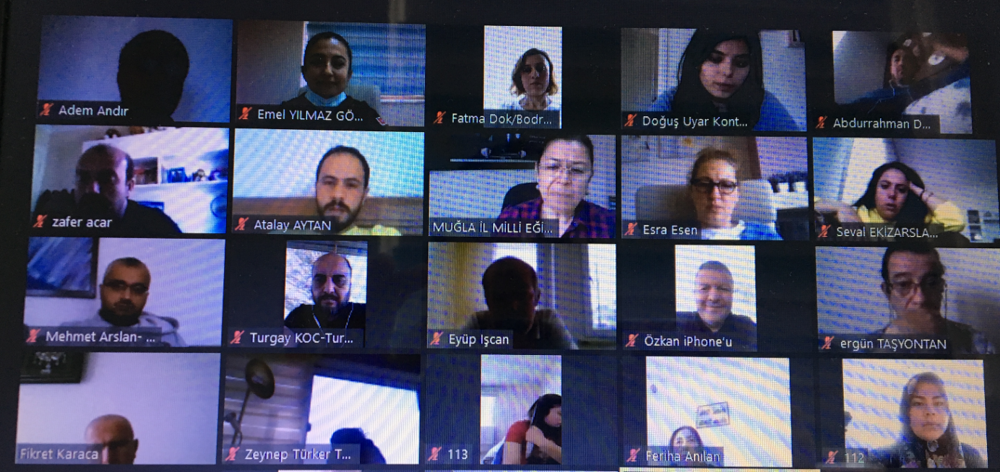 Adem Andır
Emel YILMAZ GÖ...
Fatma Dok/Bodr...
Doğuş Uyar Kont...
Abdurrahman D...
zafer acar
Atalay AYTAN
MUĞLA İL MİLLİ EĞİ...
Esra Esen
Seval EKİZARSLA...
Mehmet Arslan- ...
Turgay KOC-Tur...
Eyüp Işcan
Özkan iPhone'u
ergün TAŞYONTAN
Fikret Karaca
Zeynep Türker T...
113
Feriha Anılan
112